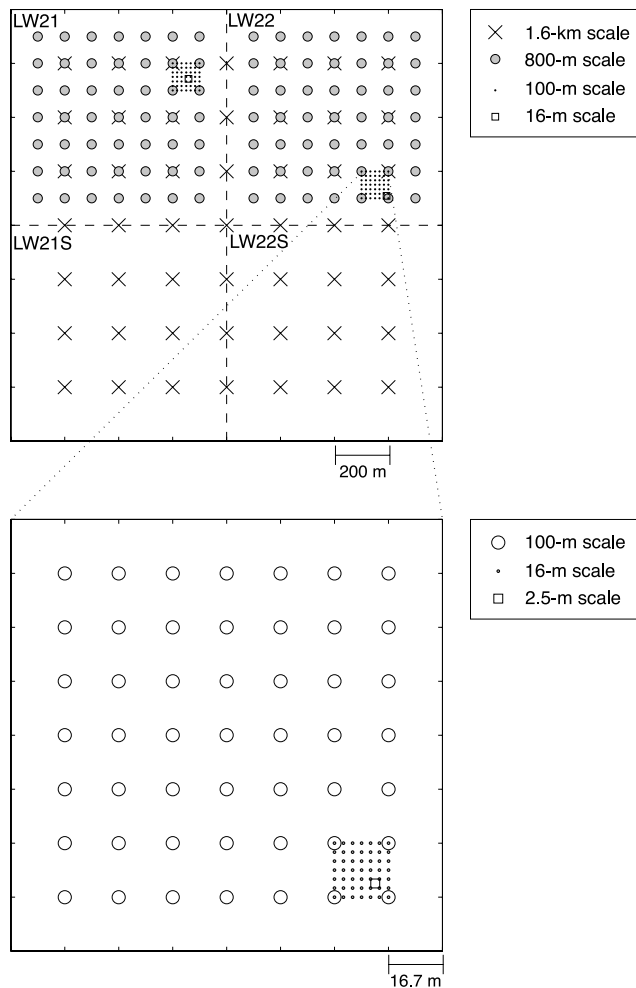 LW21
LW22
1.6-km scale
800-m scale
100-m scale
16-m scale
LW21S
LW22S
200 m
100-m scale
16-m scale
2.5-m scale
16.7 m